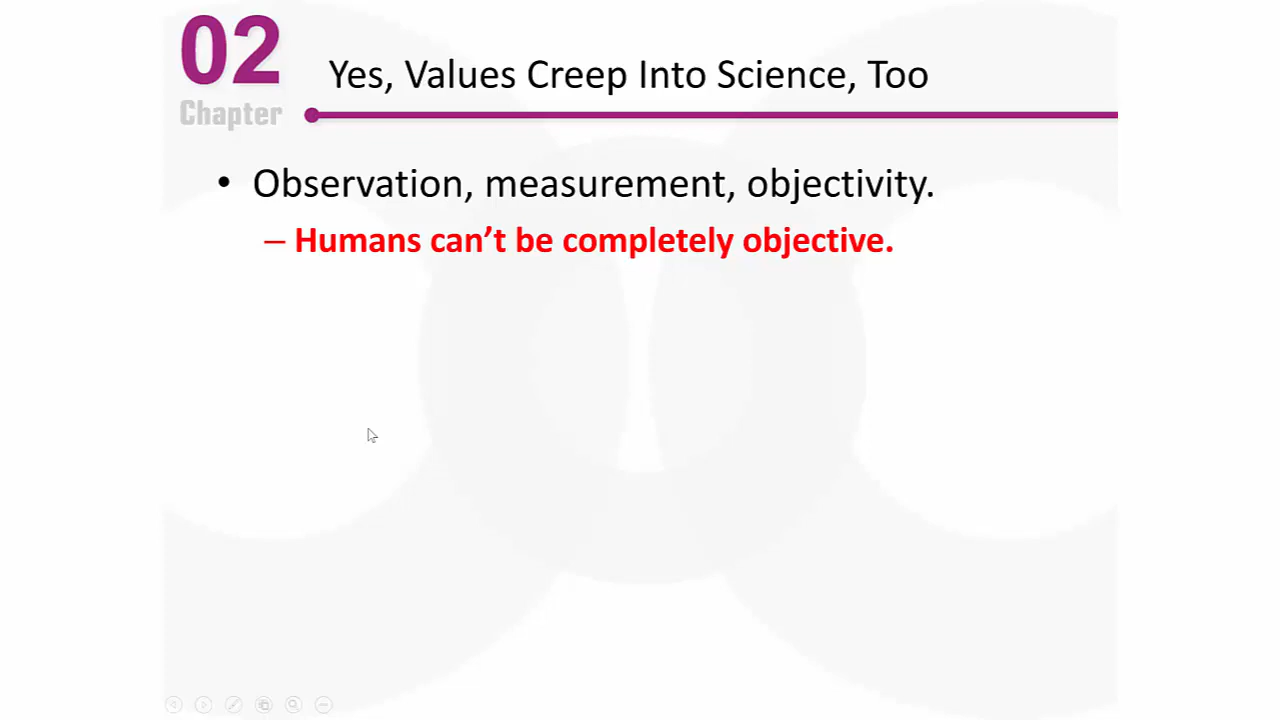 02
Chapter
Yes, Values Creep Into Science, Too
• Observation, measurement, objectivity.
– Humans can’t be completely objective.